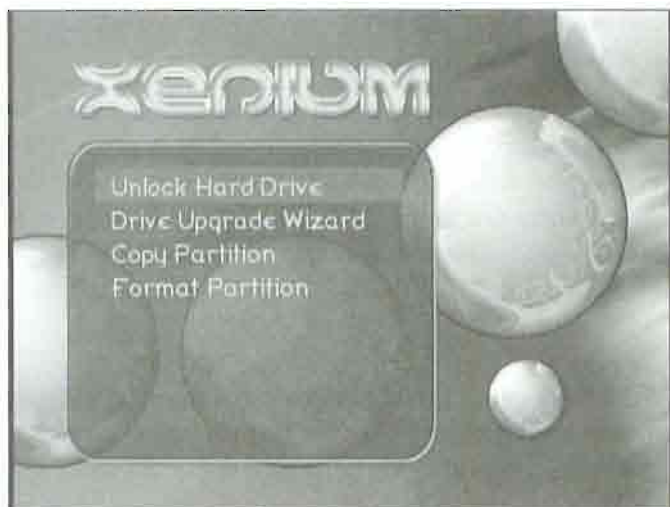 XENIUM
Unlock Hard Drive
Drive Upgrade Wizard
Copy Partition
Format Partition